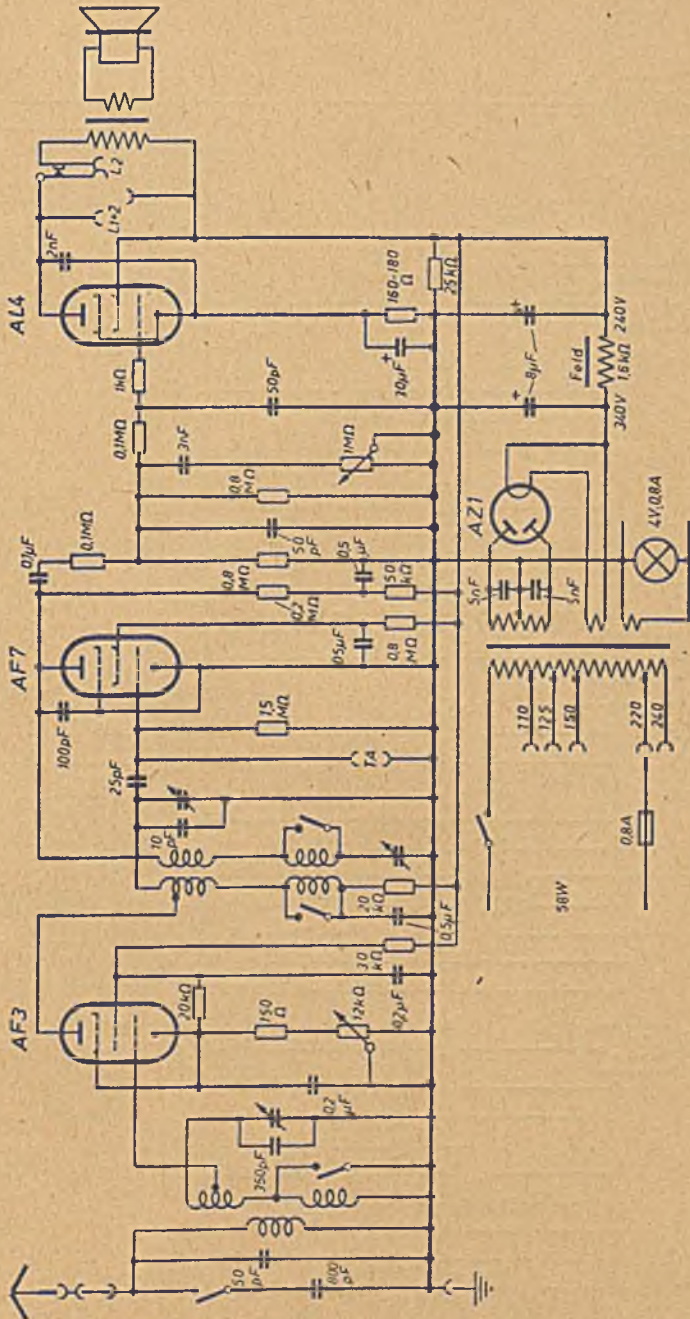 AF3
AF7
AL4
50
pF
800
pF
350pF
0,2
µF
20kΩ
150
Ω
12kΩ
0,2µF
30
kΩ
20
kΩ
0,5µF
10
pF
25pF
100pF
TA
1,5
MΩ
0,5µF
0,8
MΩ
0,1µF
0,1MΩ
0,8
MΩ
0,2
MΩ
0,5
µF
50
kΩ
50
pF
0,8
MΩ
3nF
1MΩ
0,1MΩ
1kΩ
50pF
2nF
L1+2
L2
30µF
+
160-180
Ω
25kΩ
58W
0,8A
110
125
150
220
240
5nF
5nF
AZ1
4V,0,8A
+
8µF
+
340V
Feld
1,6kΩ
240V